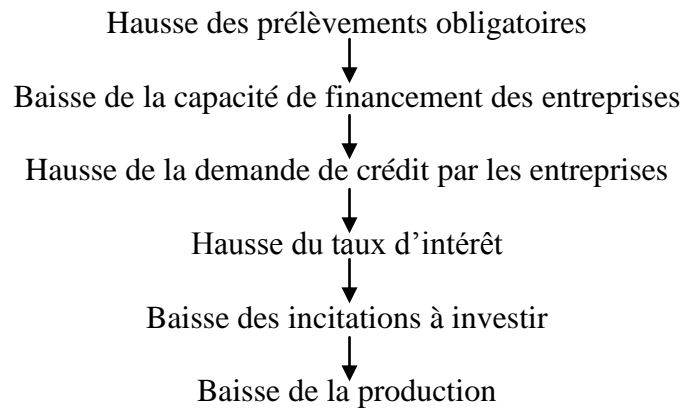 Hausse des prélèvements obligatoires
Baisse de la capacité de financement des entreprises
Hausse de la demande de crédit par les entreprises
Hausse du taux d’intérêt
Baisse des incitations à investir
Baisse de la production